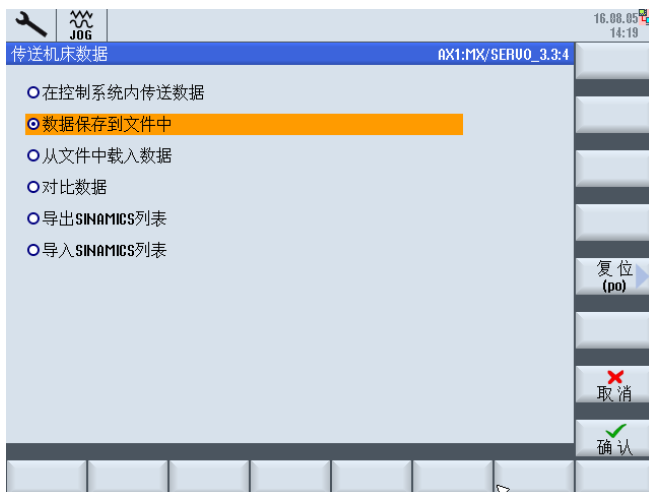 JOG
16.08.05
14:19
传送机床数据 AX1:MX/SERVO_3.3:4
在控制系统内传送数据
数据保存到文件中
从文件中载入数据
对比数据
导出SINAMICS列表
导入SINAMICS列表
复位
(po)
取消
确认